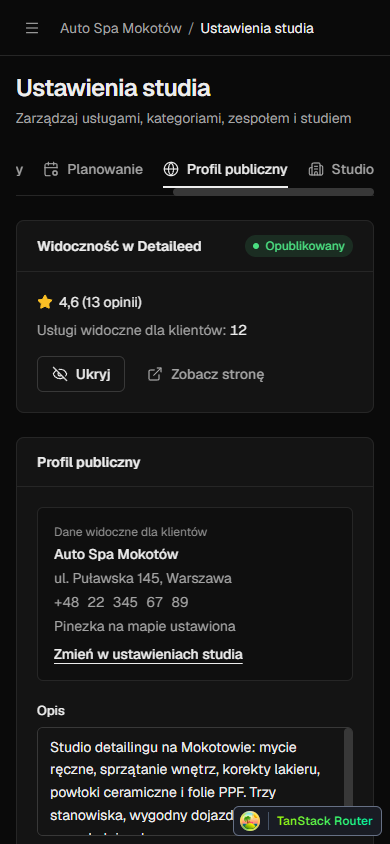 Auto Spa Mokotów / Ustawienia studia
Ustawienia studia
Zarządzaj usługami, kategoriami, zespołem i studiem
y Planowanie Profil publiczny Studio
Widoczność w Detaileed
Opublikowany
4,6 (13 opinii)
Usługi widoczne dla klientów: 12
Ukryj
Zobacz stronę
Profil publiczny
Dane widoczne dla klientów
Auto Spa Mokotów
ul. Puławska 145, Warszawa
+48 22 345 67 89
Pinezka na mapie ustawiona
Zmień w ustawieniach studia
Opis
Studio detailingu na Mokotowie: mycie
ręczne, sprzątanie wnętrz, korekty lakieru,
powłoki ceramiczne i folie PPF. Trzy
stanowiska, wygodny dojazd
TanStack Router